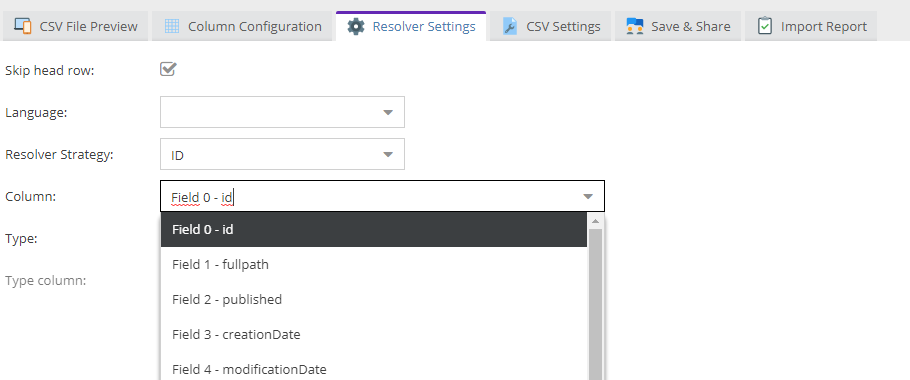 CSV File Preview Column Configuration Resolver Settings CSV Settings Save & Share Import Report
Skip head row:
Language:
Resolver Strategy: ID
Column: Field 0 - id
Field 0 - id
Type:
Field 1 - fullpath
Type column:
Field 2 - published
Field 3 - creationDate
Field 4 - modificationDate